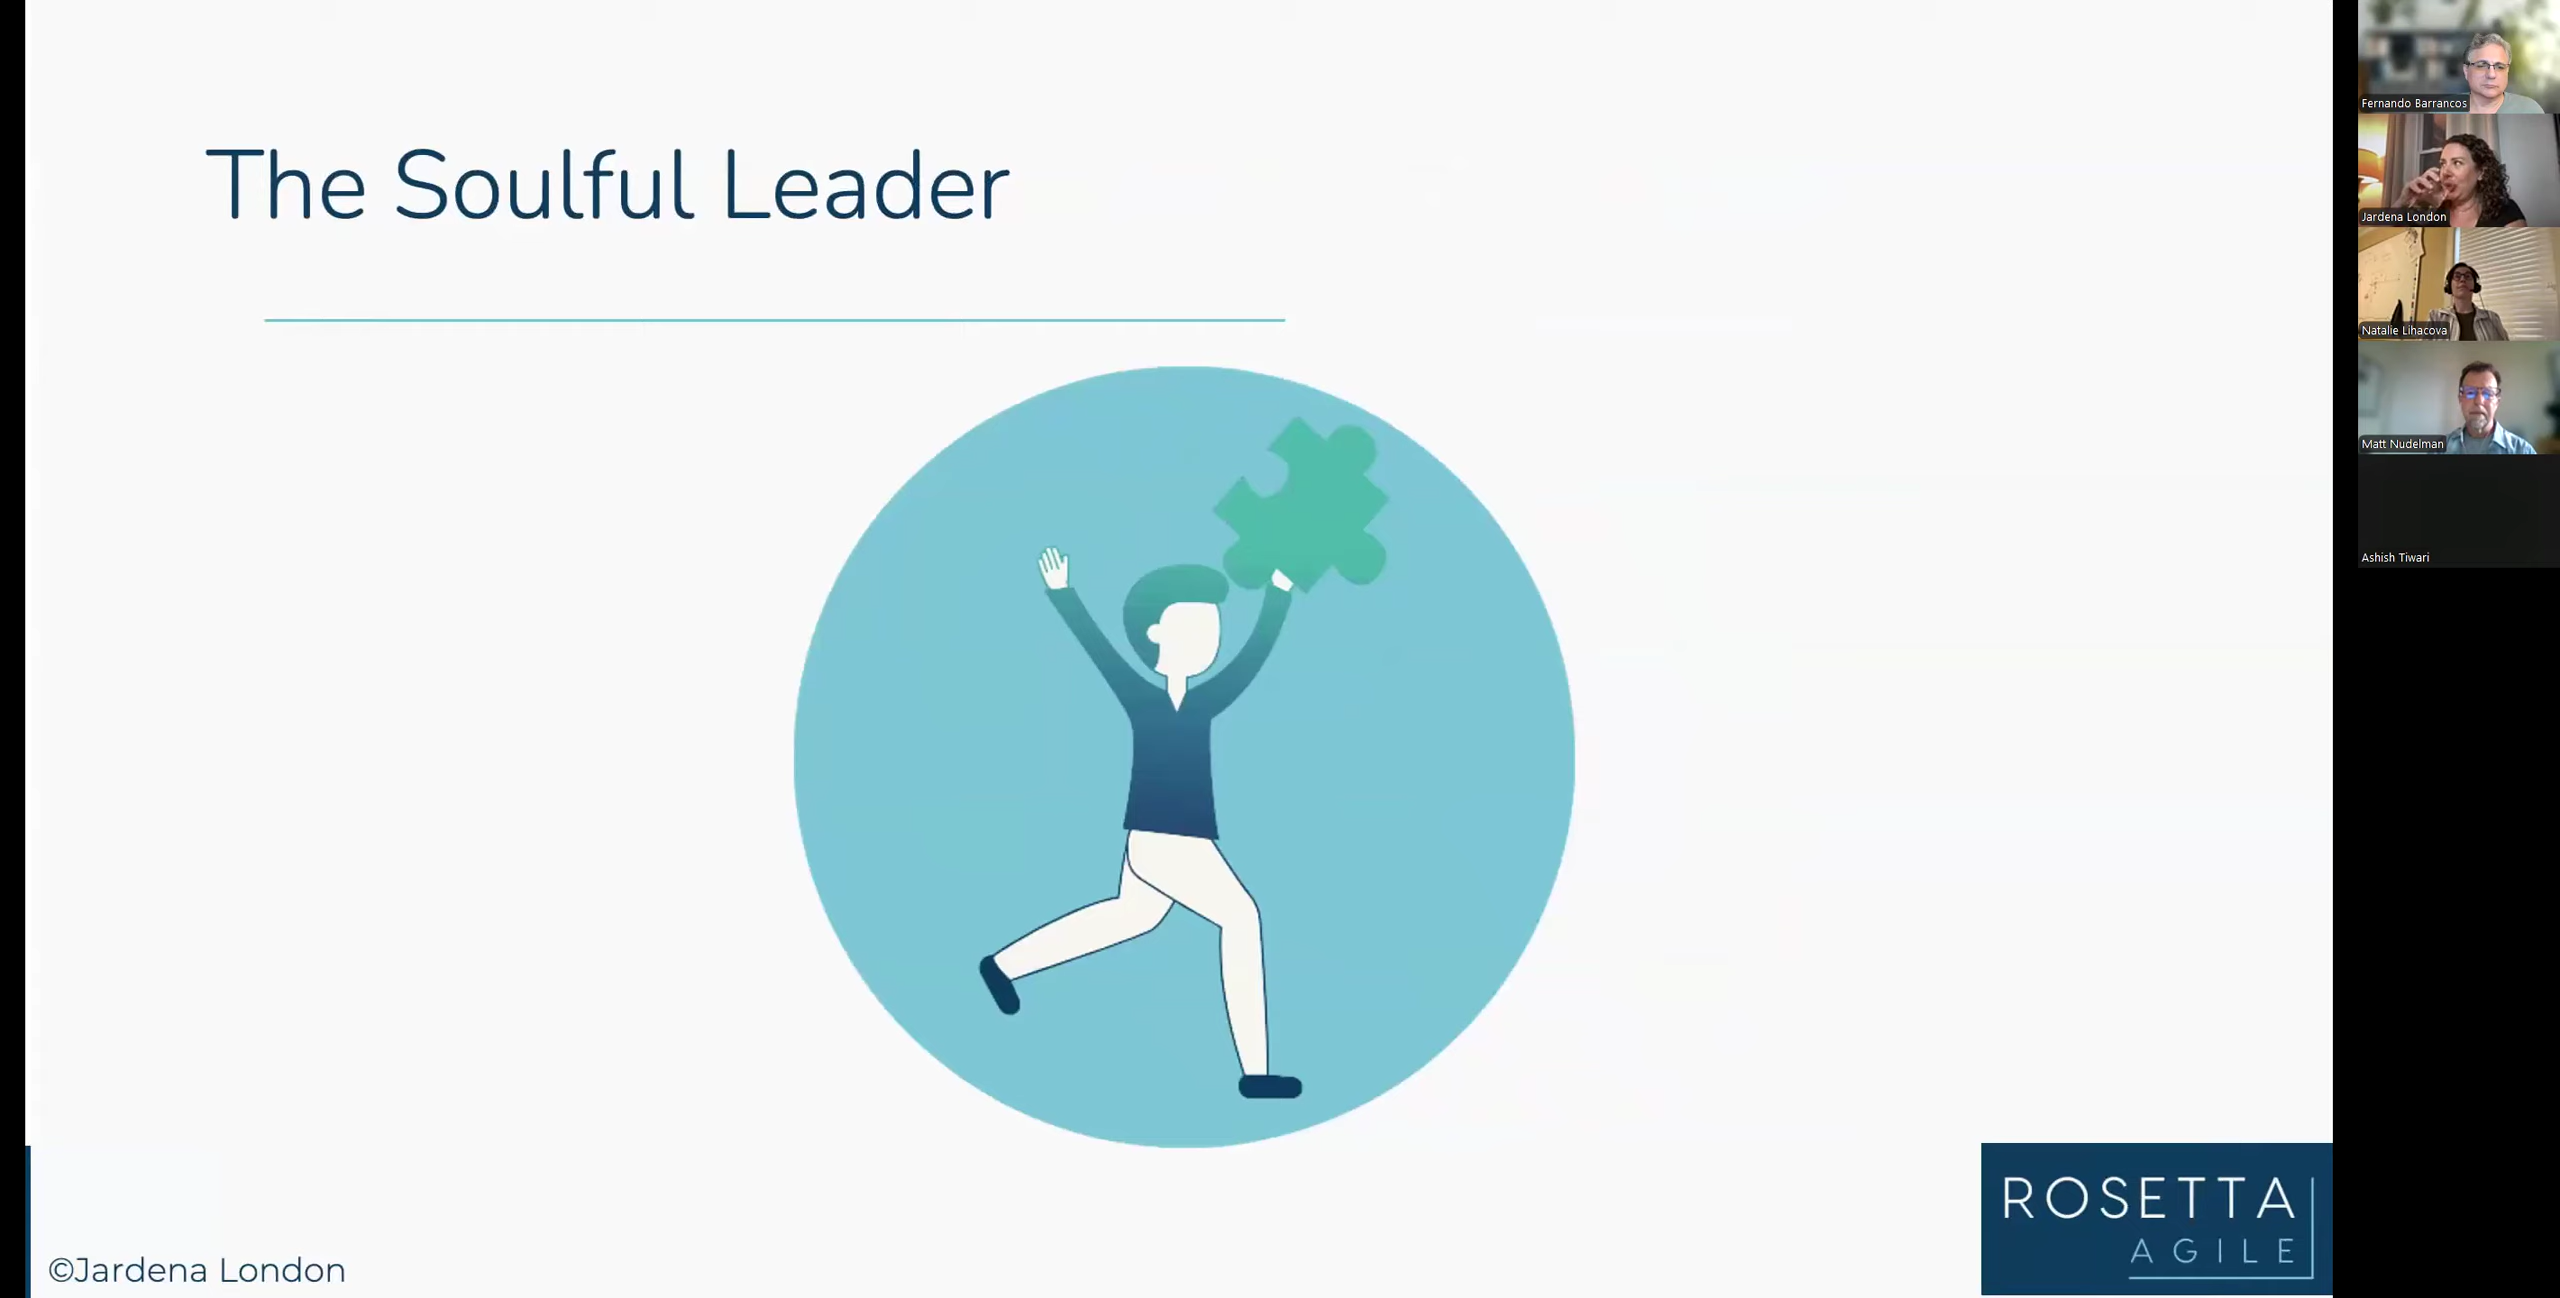 The Soulful Leader
©Jardena London
ROSETTA
AGILE
Fernando Barrancos
Jardena London
Natalie Lihacova
Matt Nudelman
Ashish Tiwari